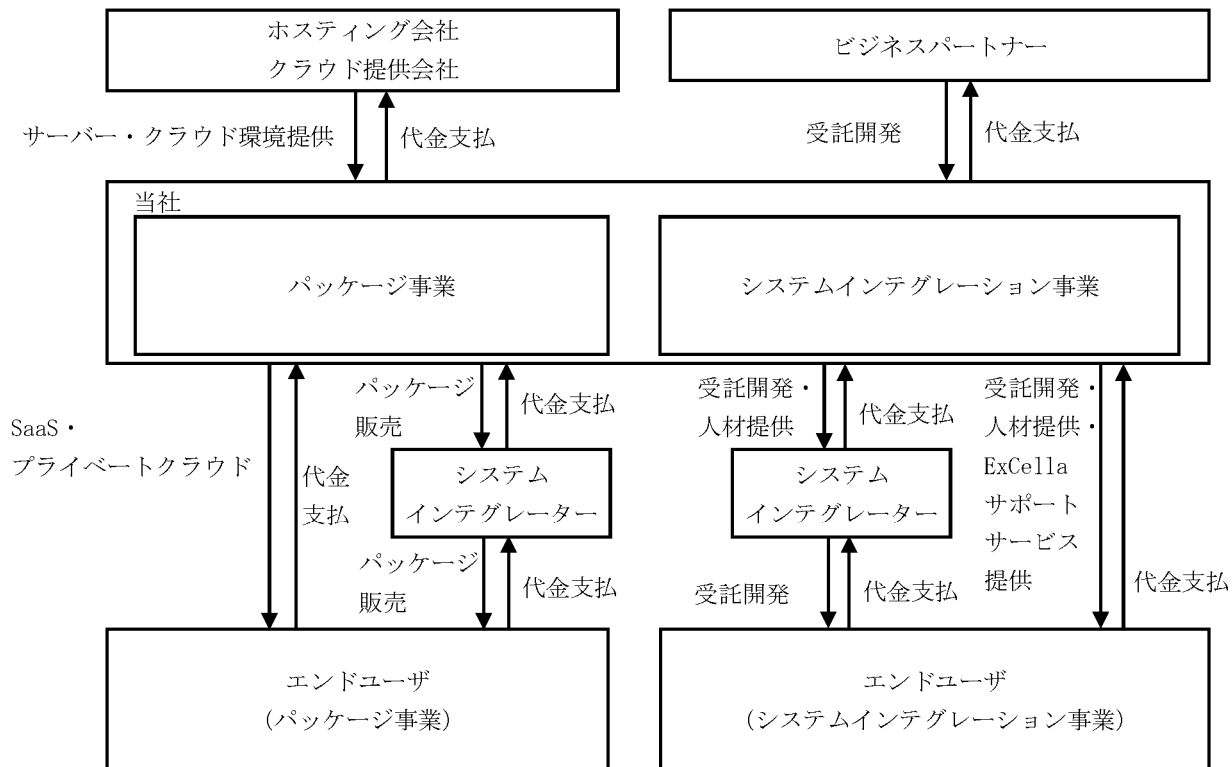 ホスティング会社
クラウド提供会社
ビジネスパートナー
サーバー・クラウド環境提供
代金支払
受託開発
代金支払
当社
パッケージ事業
システムインテグレーション事業
SaaS・
プライベートクラウド
代金
支払
パッケージ
販売
代金支払
システム
インテグレーター
パッケージ
販売
代金支払
受託開発・
人材提供
代金支払
システム
インテグレーター
受託開発
代金支払
受託開発・
人材提供・
ExCella
サポート
サービス
提供
代金支払
エンドユーザ
(パッケージ事業)
エンドユーザ
(システムインテグレーション事業)